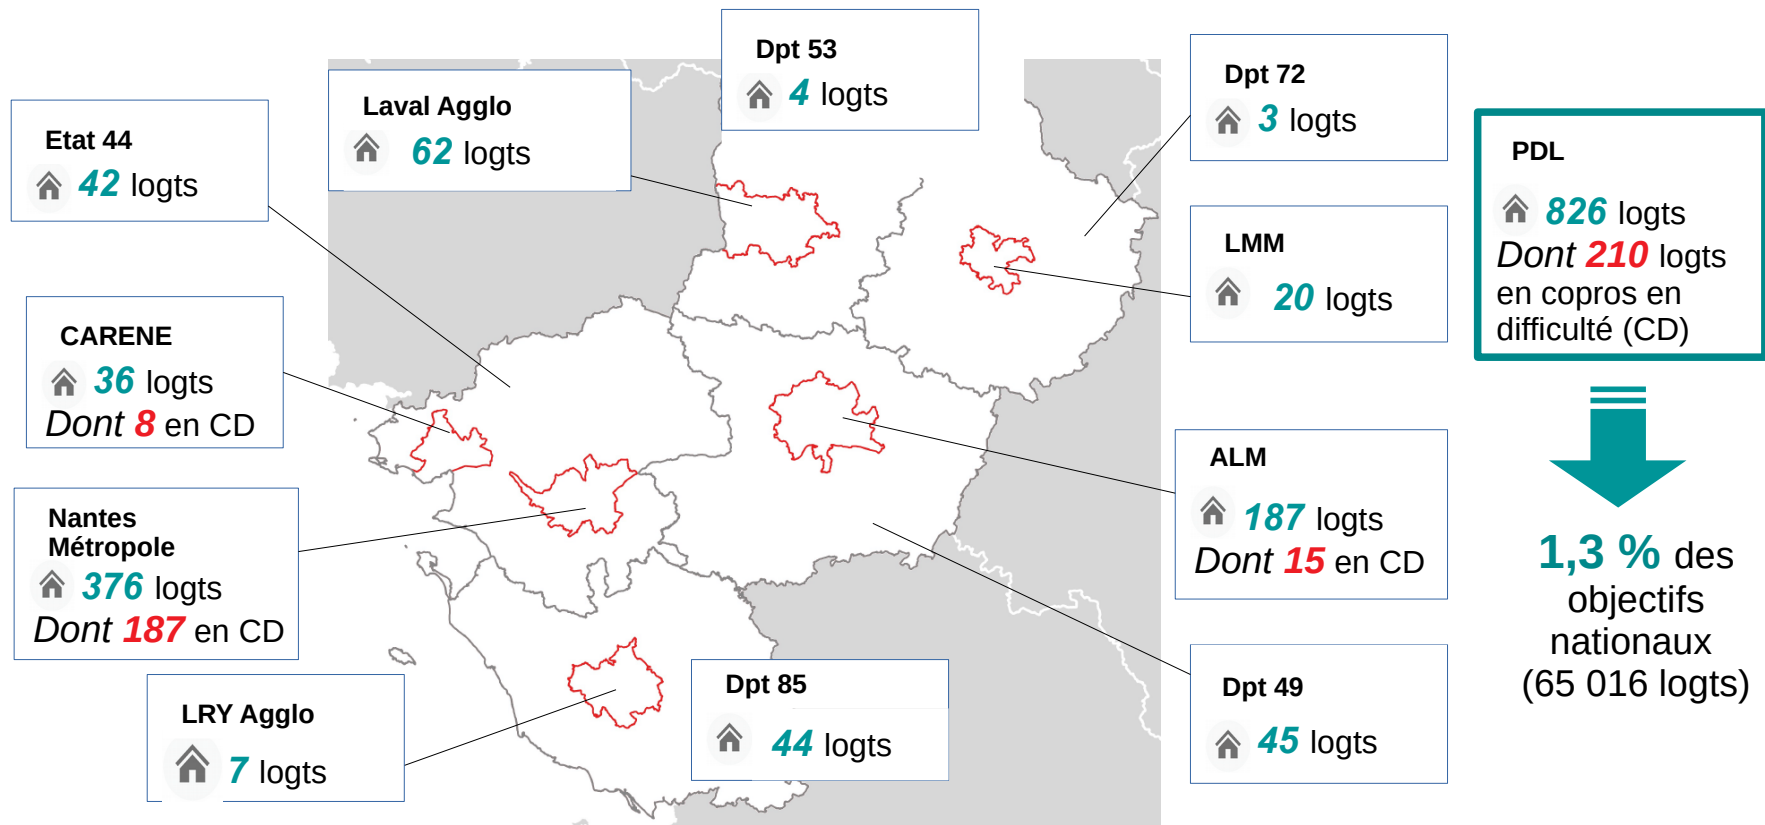 Dpt 53
4 logts
Dpt 72
3 logts
Laval Agglo
62 logts
Etat 44
42 logts
PDL
826 logts
Dont 210 logts
en copros en
difficulté (CD)
LMM
20 logts
CARENE
36 logts
Dont 8 en CD
ALM
187 logts
Dont 15 en CD
Nantes
Métropole
376 logts
Dont 187 en CD
1,3 % des
objectifs
nationaux
(65 016 logts)
LRY Agglo
7 logts
Dpt 85
44 logts
Dpt 49
45 logts